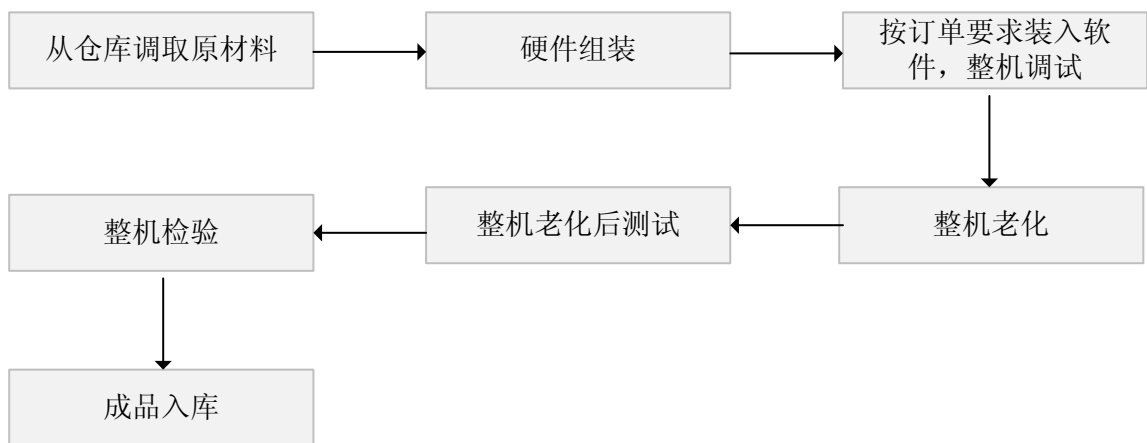 从仓库调取原材料
硬件组装
按订单要求装入软
件，整机调试
整机老化
整机老化后测试
整机检验
成品入库